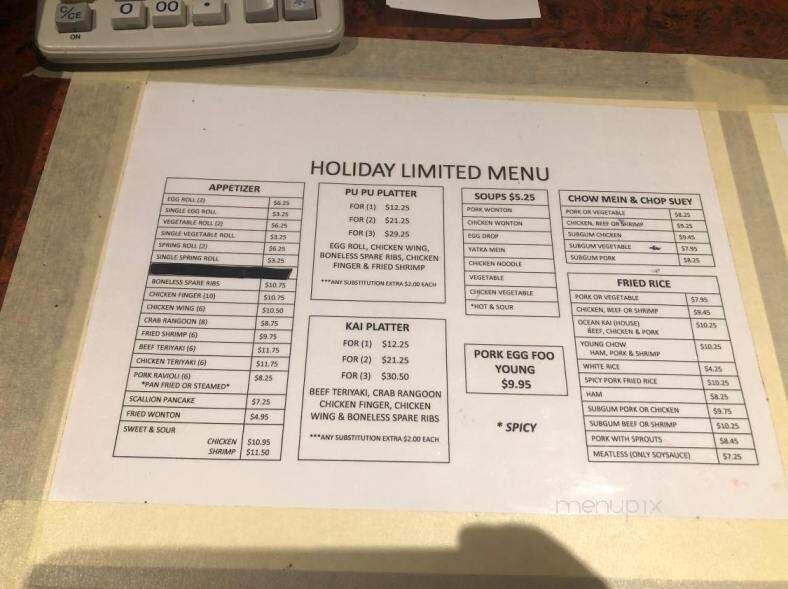 C/CE
ON
0
00
.
HOLIDAY LIMITED MENU
APPETIZER
EGG ROLL (2) $6.25
SINGLE EGG ROLL $3.25
VEGETABLE ROLL (2) $6.25
SINGLE VEGETABLE ROLL $3.25
SPRING ROLL (2) $6.25
SINGLE SPRING ROLL $3.25
BONELESS SPARE RIBS $10.75
CHICKEN FINGER (10) $10.75
CHICKEN WING (6) $10.50
CRAB RANGOON (8) $8.75
FRIED SHRIMP (6) $9.75
BEEF TERIYAKI (6) $11.75
CHICKEN TERIYAKI (6) $11.75
PORK RAVIOLI (6) $8.25
*PAN FRIED OR STEAMED*
SCALLION PANCAKE $7.25
FRIED WONTON $4.95
SWEET & SOUR
CHICKEN $10.95
SHRIMP $11.50
PU PU PLATTER
FOR (1) $12.25
FOR (2) $21.25
FOR (3) $29.25
EGG ROLL, CHICKEN WING,
BONELESS SPARE RIBS, CHICKEN
FINGER & FRIED SHRIMP
***ANY SUBSTITUTION EXTRA $2.00 EACH
KAI PLATTER
FOR (1) $12.25
FOR (2) $21.25
FOR (3) $30.50
BEEF TERIYAKI, CRAB RANGOON
CHICKEN FINGER, CHICKEN
WING & BONELESS SPARE RIBS
***ANY SUBSTITUTION EXTRA $2.00 EACH
SOUPS $5.25
PORK WONTON
CHICKEN WONTON
EGG DROP
YATKA MEIN
CHICKEN NOODLE
VEGETABLE
CHICKEN VEGETABLE
*HOT & SOUR
PORK EGG FOO
YOUNG
$9.95
* SPICY
CHOW MEIN & CHOP SUEY
PORK OR VEGETABLE $8.25
CHICKEN, BEEF OR SHRIMP $9.25
SUBGUM CHICKEN $9.45
SUBGUM VEGETABLE $7.95
SUBGUM PORK $8.25
FRIED RICE
PORK OR VEGETABLE $7.95
CHICKEN, BEEF OR SHRIMP $9.45
OCEAN KAI (HOUSE) $10.25
BEEF, CHICKEN & PORK
YOUNG CHOW $10.25
HAM, PORK & SHRIMP
WHITE RICE $4.25
SPICY PORK FRIED RICE $10.25
HAM $8.25
SUBGUM PORK OR CHICKEN $9.75
SUBGUM BEEF OR SHRIMP $10.25
PORK WITH SPROUTS $8.45
MEATLESS (ONLY SOYSAUCE) $7.25
menupix